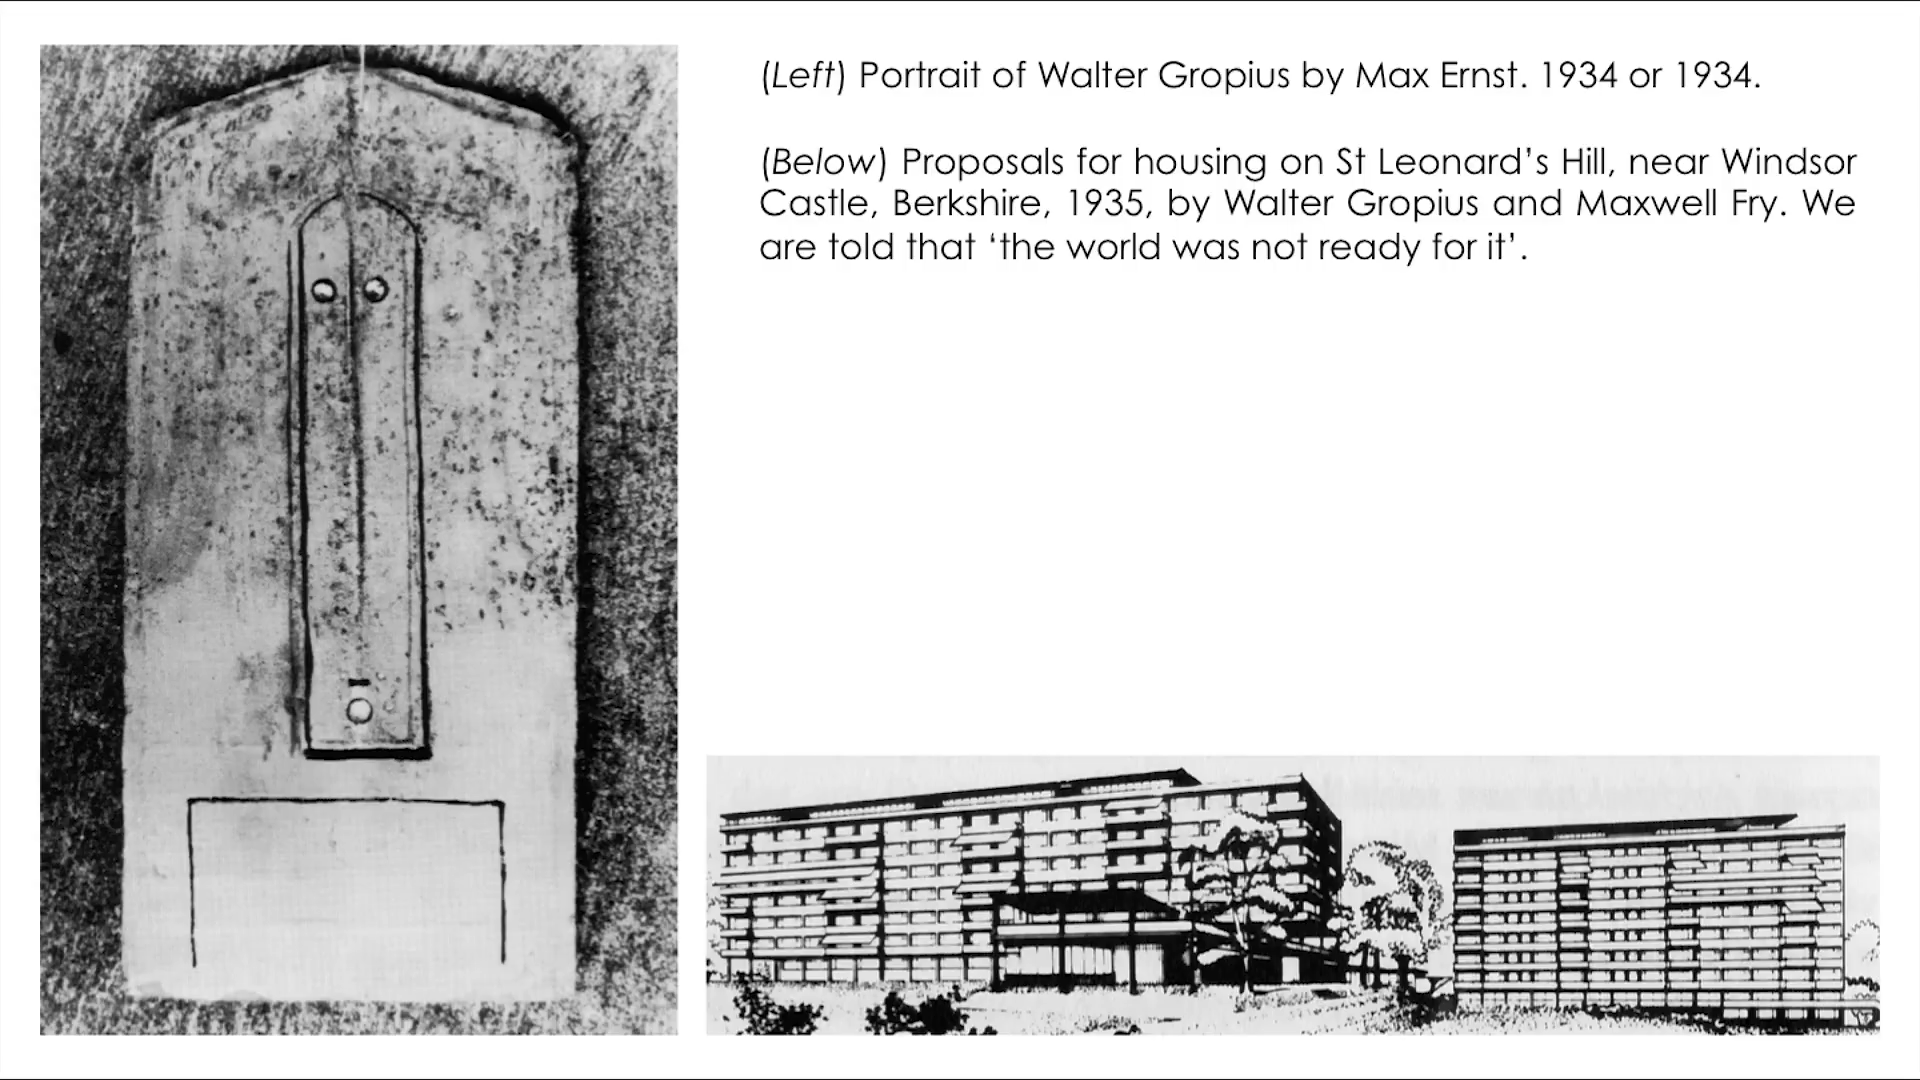 (Left) Portrait of Walter Gropius by Max Ernst. 1934 or 1934.
(Below) Proposals for housing on St Leonard’s Hill, near Windsor
Castle, Berkshire, 1935, by Walter Gropius and Maxwell Fry. We
are told that ‘the world was not ready for it’.